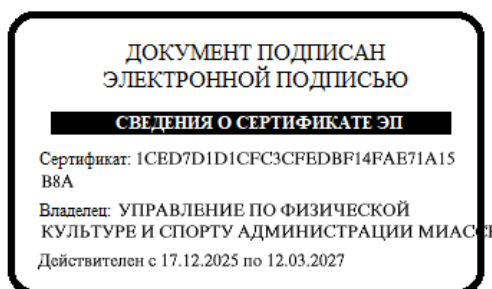 ДОКУМЕНТ ПОДПИСАН
ЭЛЕКТРОННОЙ ПОДПИСЬЮ
СВЕДЕНИЯ О СЕРТИФИКАТЕ ЭП
Сертификат: 1CED7D1D1CFC3CFEDBF14FAE71A15
B8A
Владелец: УПРАВЛЕНИЕ ПО ФИЗИЧЕСКОЙ
КУЛЬТУРЕ И СПОРТУ АДМИНИСТРАЦИИ
Действителен с 17.12.2025 по 12.03.2027